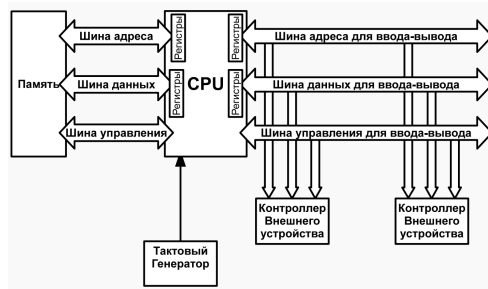 Шина адреса
Регистры
Регистры
Шина адреса для ввода-вывода
Память
Шина данных
Регистры
CPU
Регистры
Шина данных для ввода-вывода
Шина управления
Шина управления для ввода-вывода
Контроллер
Внешнего
устройства
Контроллер
Внешнего
устройства
Тактовый
Генератор